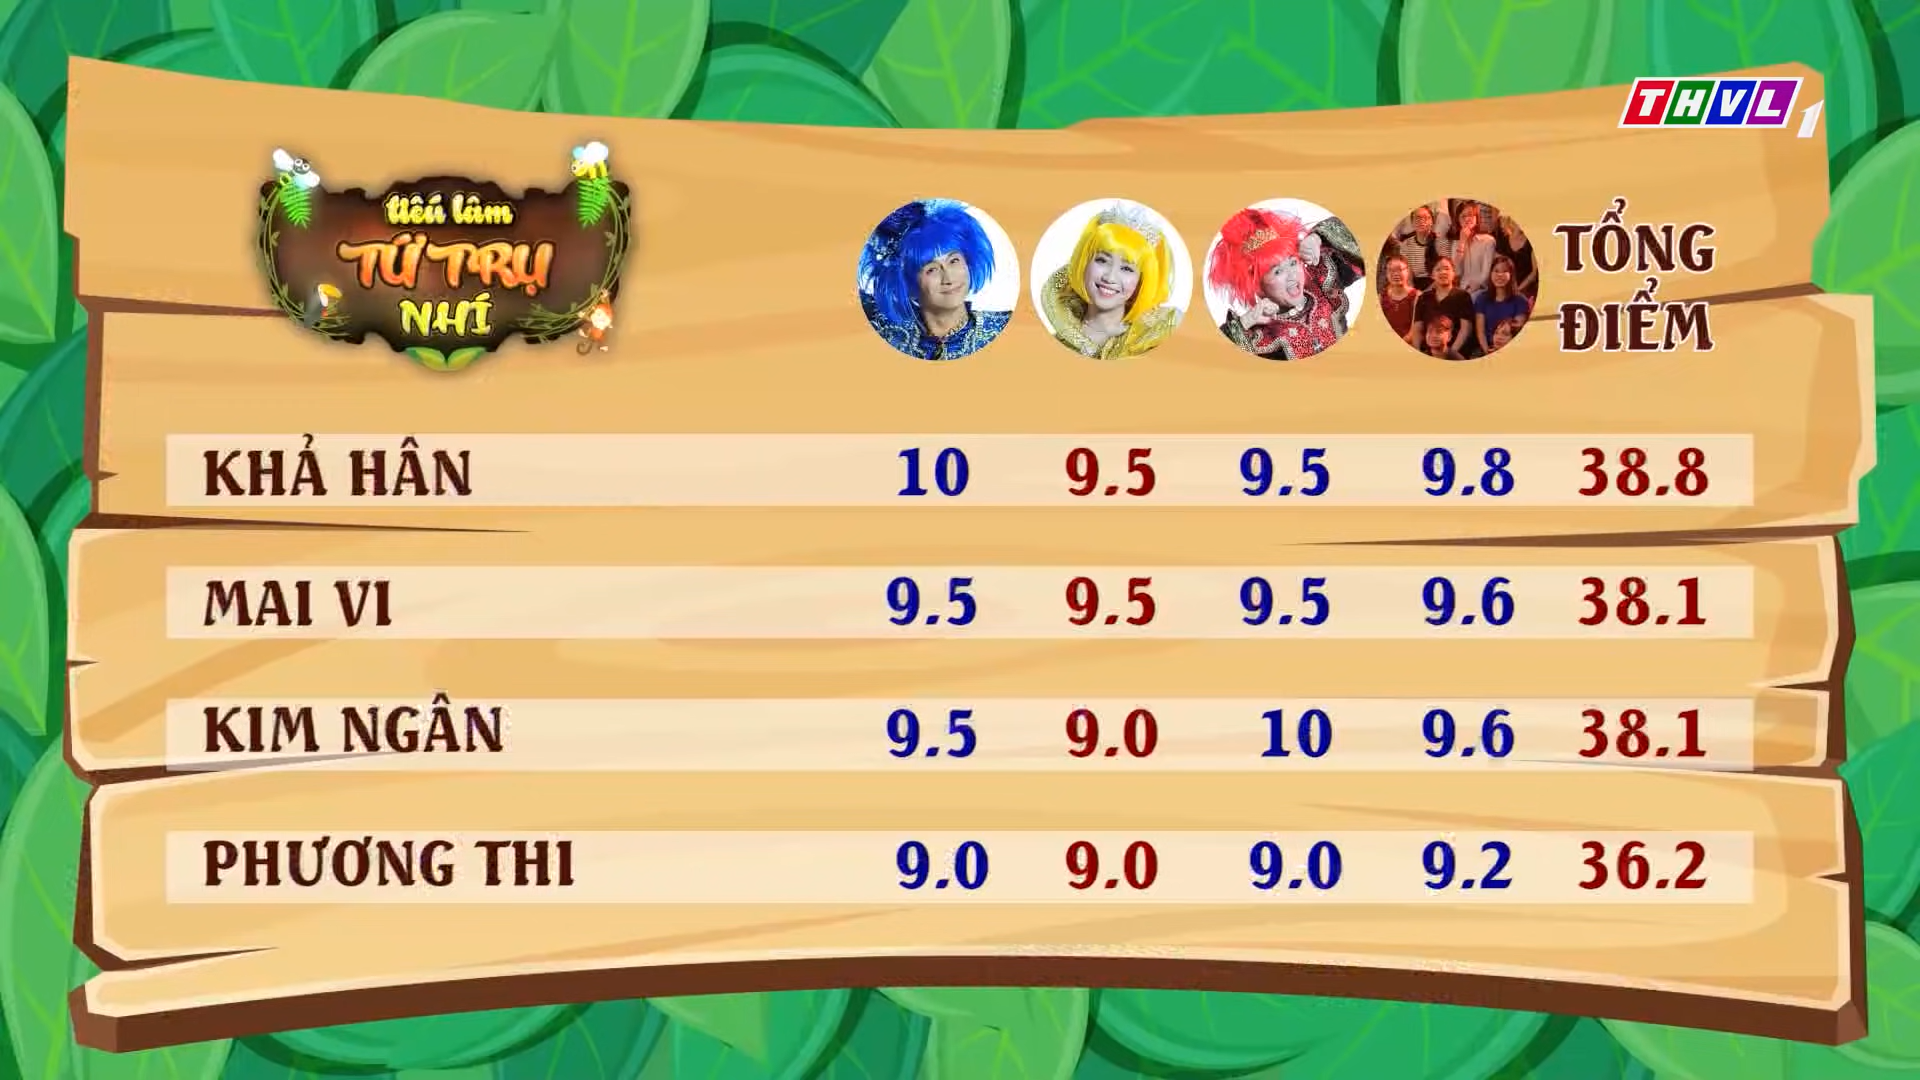 THVL1
tiếu lâm
TỨ TRỤ
NHÍ
TỔNG
ĐIỂM
KHẢ HÂN 10 9.5 9.5 9.8 38.8
MAI VI 9.5 9.5 9.5 9.6 38.1
KIM NGÂN 9.5 9.0 10 9.6 38.1
PHƯƠNG THI 9.0 9.0 9.0 9.2 36.2